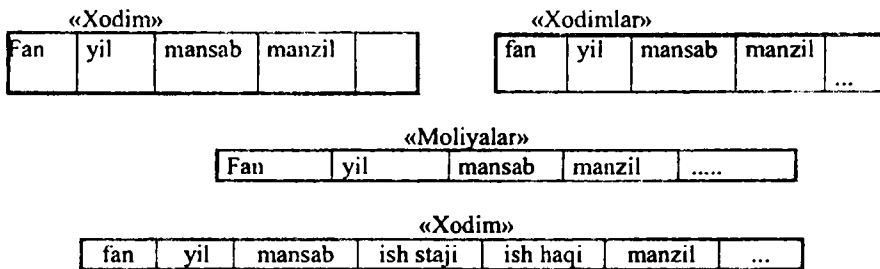 «Xodim»
Fan yil mansab manzil
«Xodimlar»
fan yil mansab manzil ...
«Moliyalar»
Fan yil mansab manzil .....
«Xodim»
fan yil mansab ish staji ish haqi manzil ...